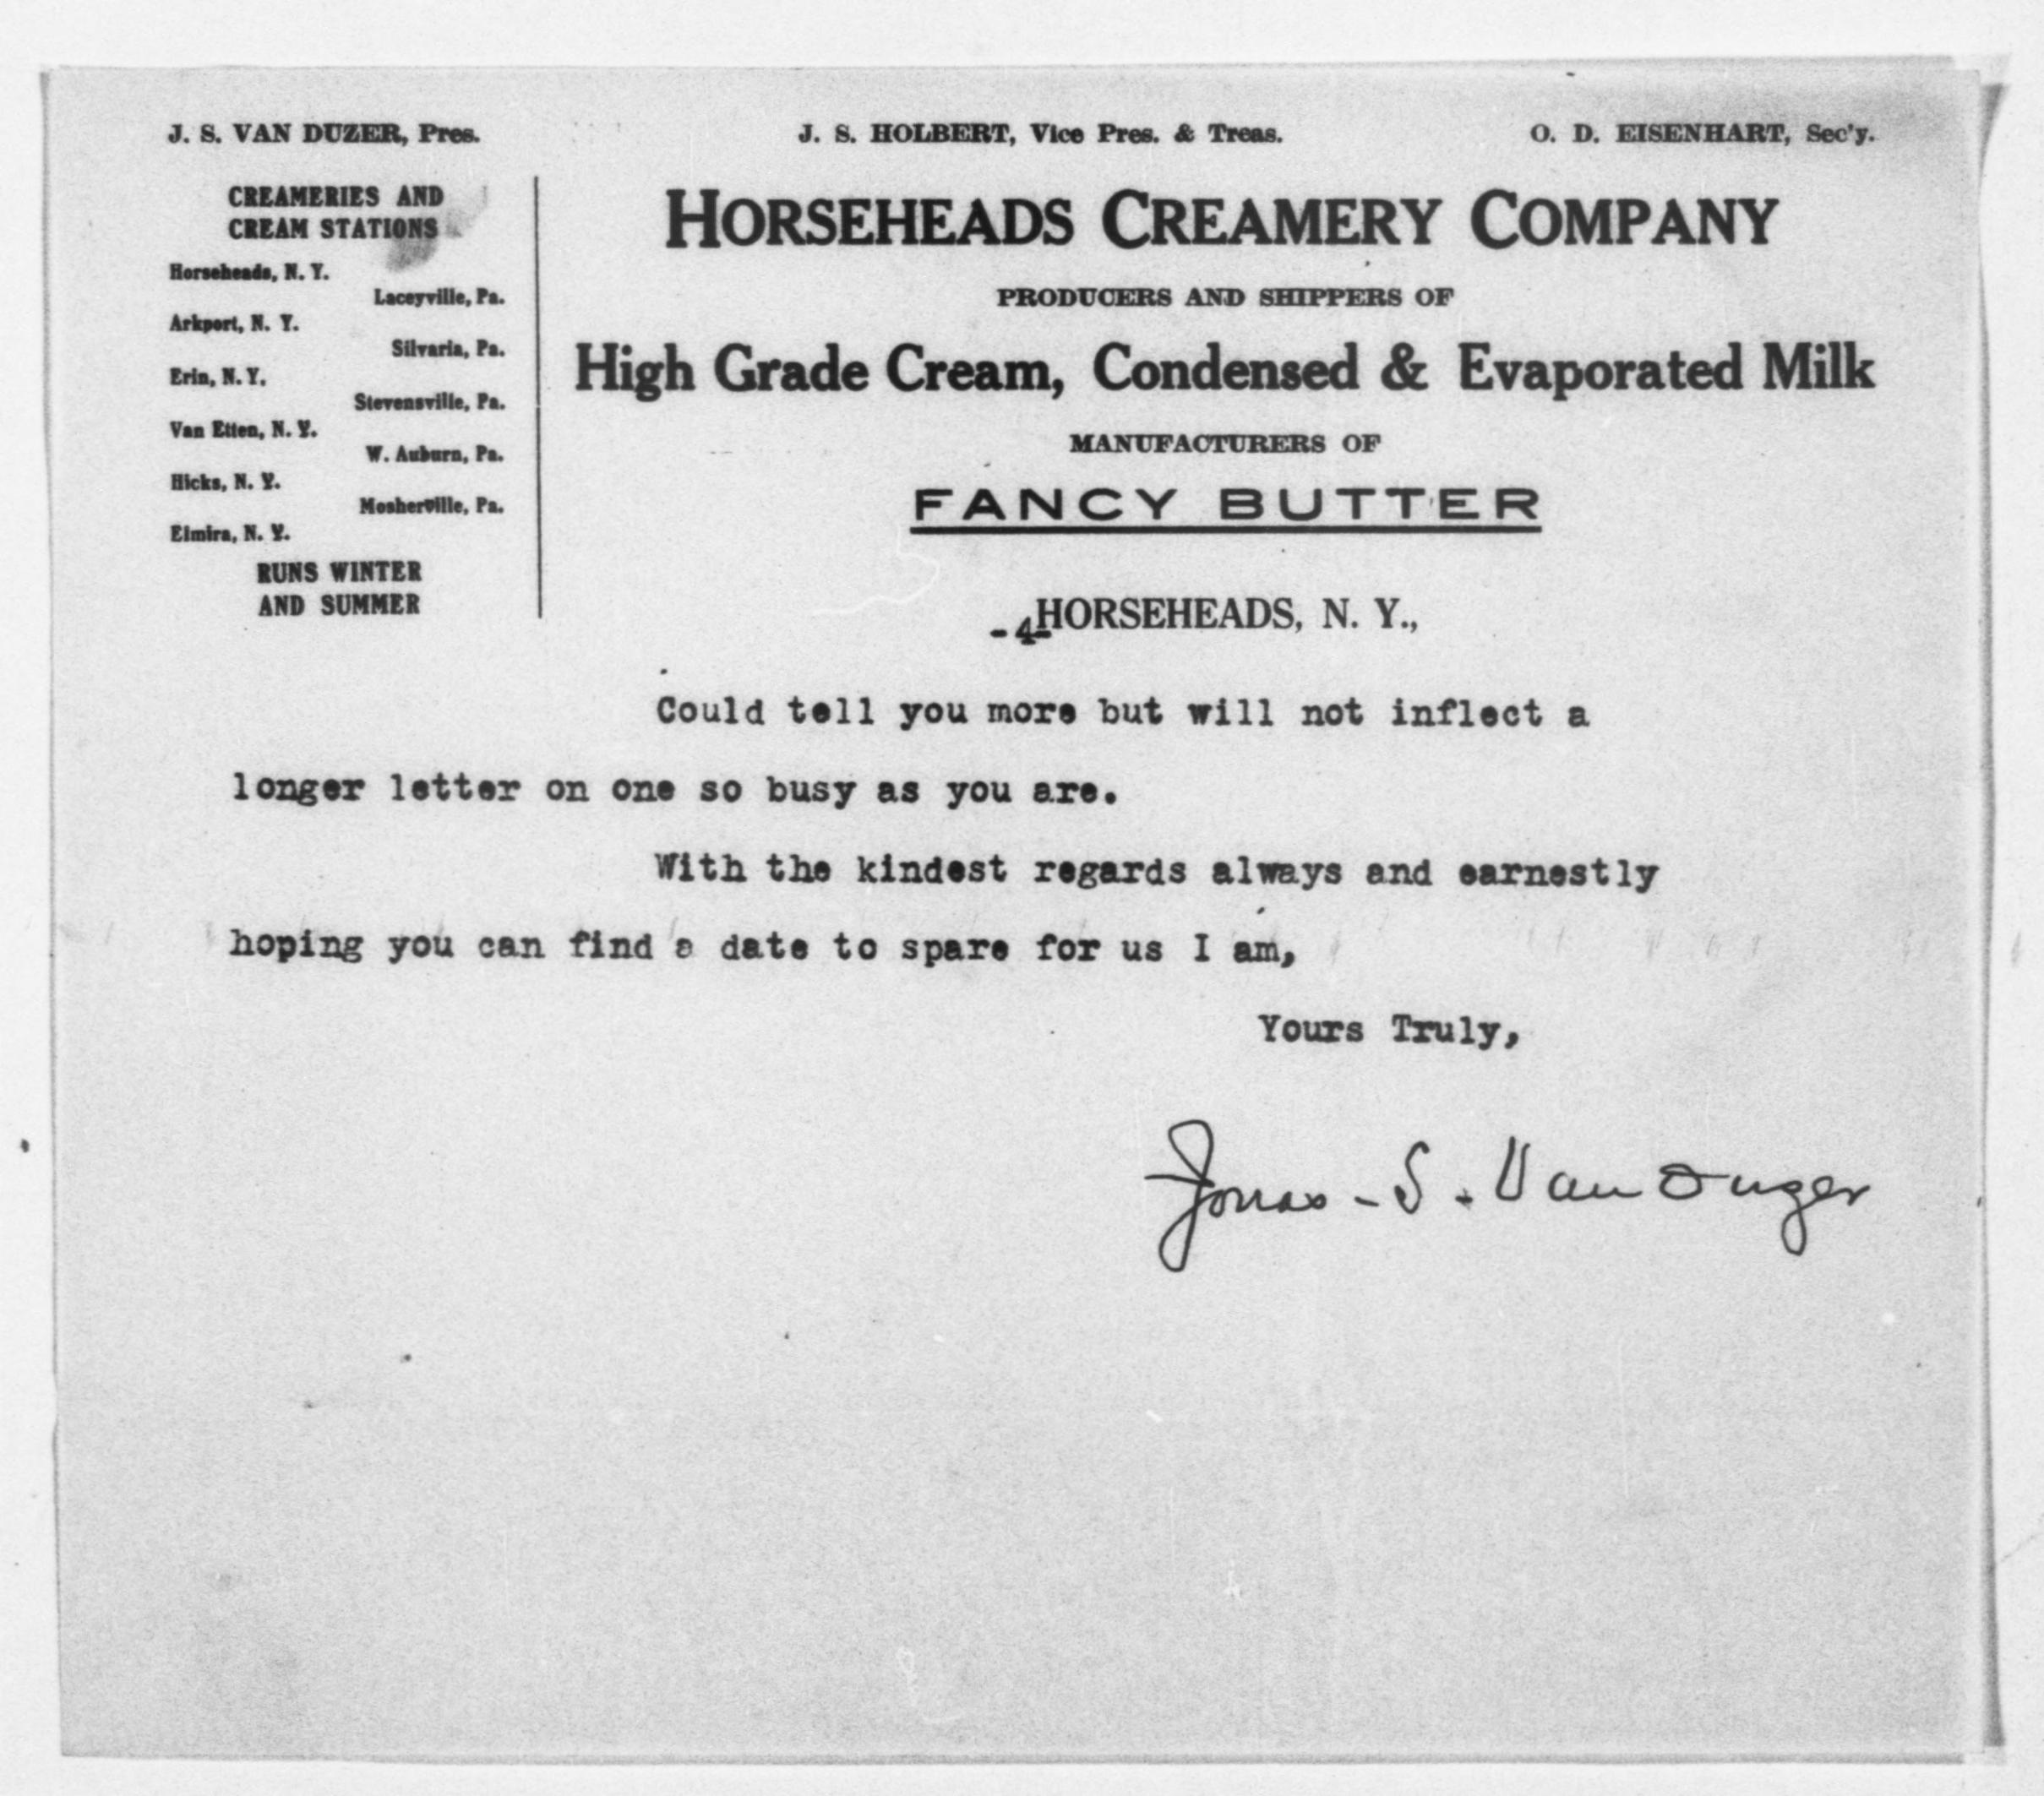 J. S. VAN DUZER, Pres.
J. S. HOLBERT, Vice Pres. & Treas.
O. D. EISENHART, Sec'y.
CREAMERIES AND
CREAM STATIONS
Horseheads, N. Y.
Laceyville, Pa.
Arkport, N. Y.
Silvaria, Pa.
Erin, N. Y.
Stevensville, Pa.
Van Etten, N. Y.
W. Auburn, Pa.
Hicks, N. Y.
Mosherville, Pa.
Elmira, N. Y.
RUNS WINTER
AND SUMMER
HORSEHEADS CREAMERY COMPANY
PRODUCERS AND SHIPPERS OF
High Grade Cream, Condensed & Evaporated Milk
MANUFACTURERS OF
FANCY BUTTER
HORSEHEADS, N. Y.,
-4-
Could tell you more but will not inflect a
longer letter on one so busy as you are.
With the kindest regards always and earnestly
hoping you can find a date to spare for us I am,
Yours Truly,
Jonas - S. Van Duzer